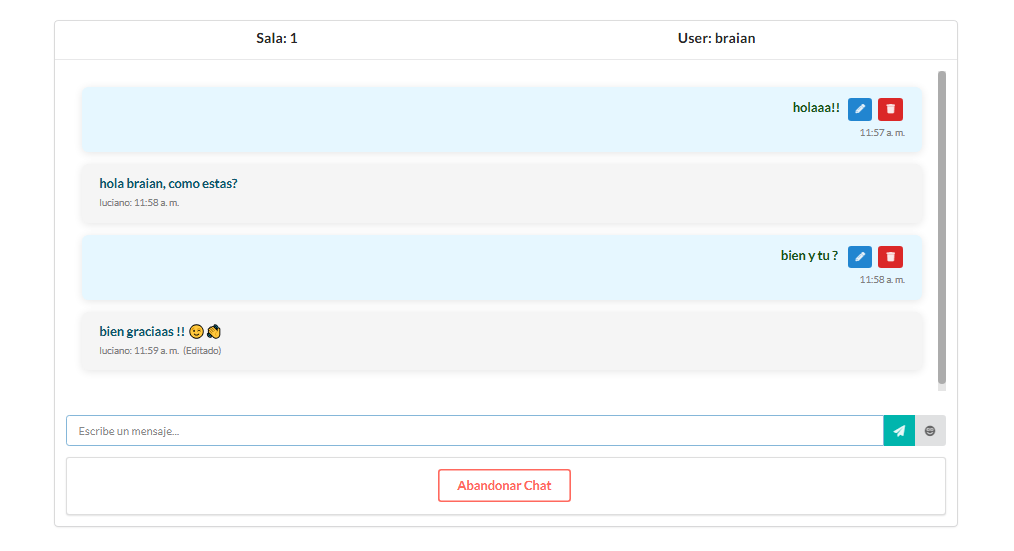 Sala: 1
User: braian
holaaa!!
11:57 a. m.
hola braian, como estas?
luciano: 11:58 a. m.
bien y tu ?
11:58 a. m.
bien graciaas !! 😉👏
luciano: 11:59 a. m. (Editado)
Escribe un mensaje...
Abandonar Chat